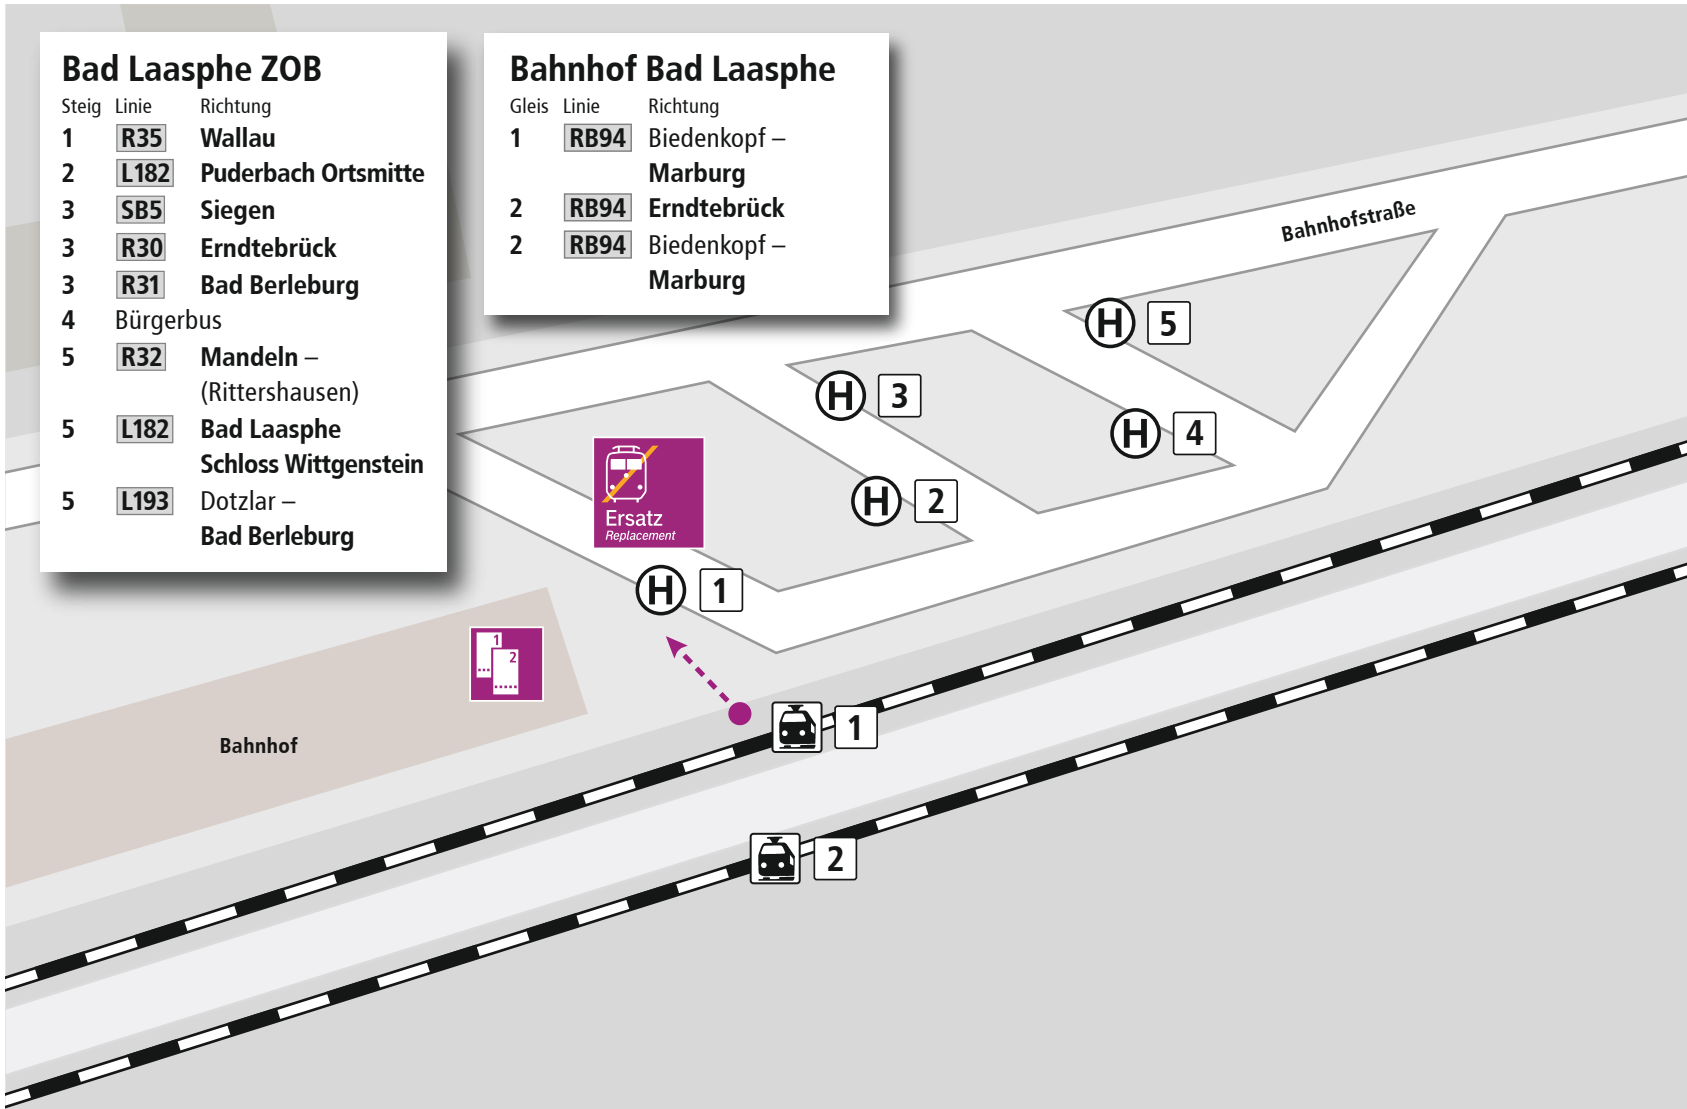 Bad Laasphe ZOB
Steig Linie Richtung
1 R35 Wallau
2 L182 Puderbach Ortsmitte
3 SB5 Siegen
3 R30 Erndtebrück
3 R31 Bad Berleburg
4 Bürgerbus
5 R32 Mandeln –
(Rittershausen)
5 L182 Bad Laasphe
Schloss Wittgenstein
5 L193 Dotzlar –
Bad Berleburg
Bahnhof Bad Laasphe
Gleis Linie Richtung
1 RB94 Biedenkopf –
Marburg
2 RB94 Erndtebrück
2 RB94 Biedenkopf –
Marburg
Bahnhofstraße
H 5
H 3
H 4
H 2
Ersatz
Replacement
H 1
1
2
Bahnhof
1
2